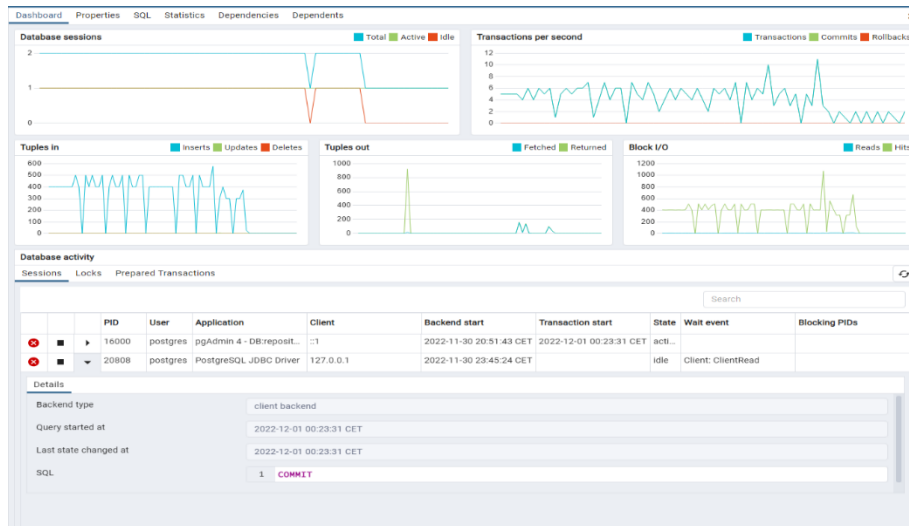 Dashboard Properties SQL Statistics Dependencies Dependents
Database sessions Total Active Idle
2
1
0
Transactions per second Transactions Commits Rollbacks
12
10
8
6
4
2
0
Tuples in Inserts Updates Deletes
600
500
400
300
200
100
0
Tuples out Fetched Returned
1000
800
600
400
200
0
Block I/O Reads Hits
1200
1000
800
600
400
200
0
Database activity
Sessions Locks Prepared Transactions
Search
PID User Application Client Backend start Transaction start State Wait event Blocking PIDs
16000 postgres pgAdmin 4 - DB:reposit... ::1 2022-11-30 20:51:43 CET 2022-12-01 00:23:31 CET acti...
20808 postgres PostgreSQL JDBC Driver 127.0.0.1 2022-11-30 23:45:24 CET idle Client: ClientRead
Details
Backend type client backend
Query started at 2022-12-01 00:23:31 CET
Last state changed at 2022-12-01 00:23:31 CET
SQL 1 COMMIT